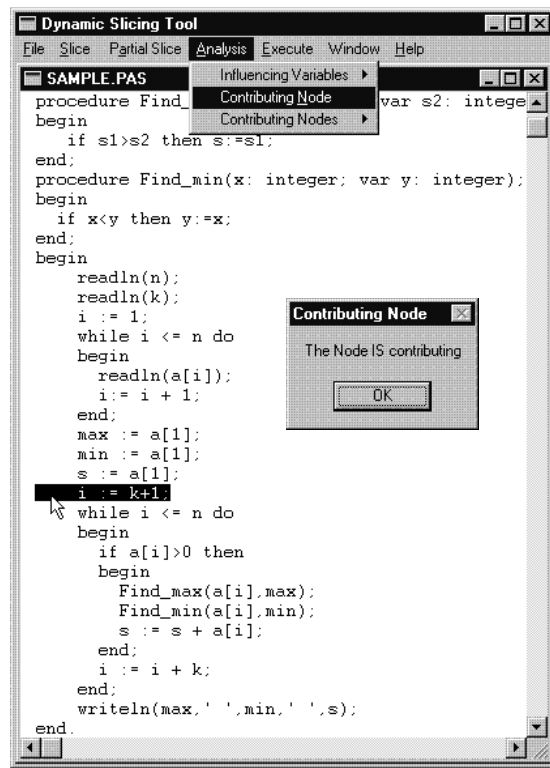 Dynamic Slicing Tool
File Slice Partial Slice Analysis Execute Window Help
SAMPLE.PAS
Influencing Variables
Contributing Node
Contributing Nodes
procedure Find_ var s2: intege
begin
if s1>s2 then s:=s1;
end;
procedure Find_min(x: integer; var y: integer);
begin
if x<y then y:=x;
end;
begin
readln(n);
readln(k);
i := 1;
while i <= n do
begin
readln(a[i]);
i:= i + 1;
end;
max := a[1];
min := a[1];
s := a[1];
i := k+1;
while i <= n do
begin
if a[i]>0 then
begin
Find_max(a[i],max);
Find_min(a[i],min);
s := s + a[i];
end;
i := i + k;
end;
writeln(max,' ',min,' ',s);
end.
Contributing Node
The Node IS contributing
OK